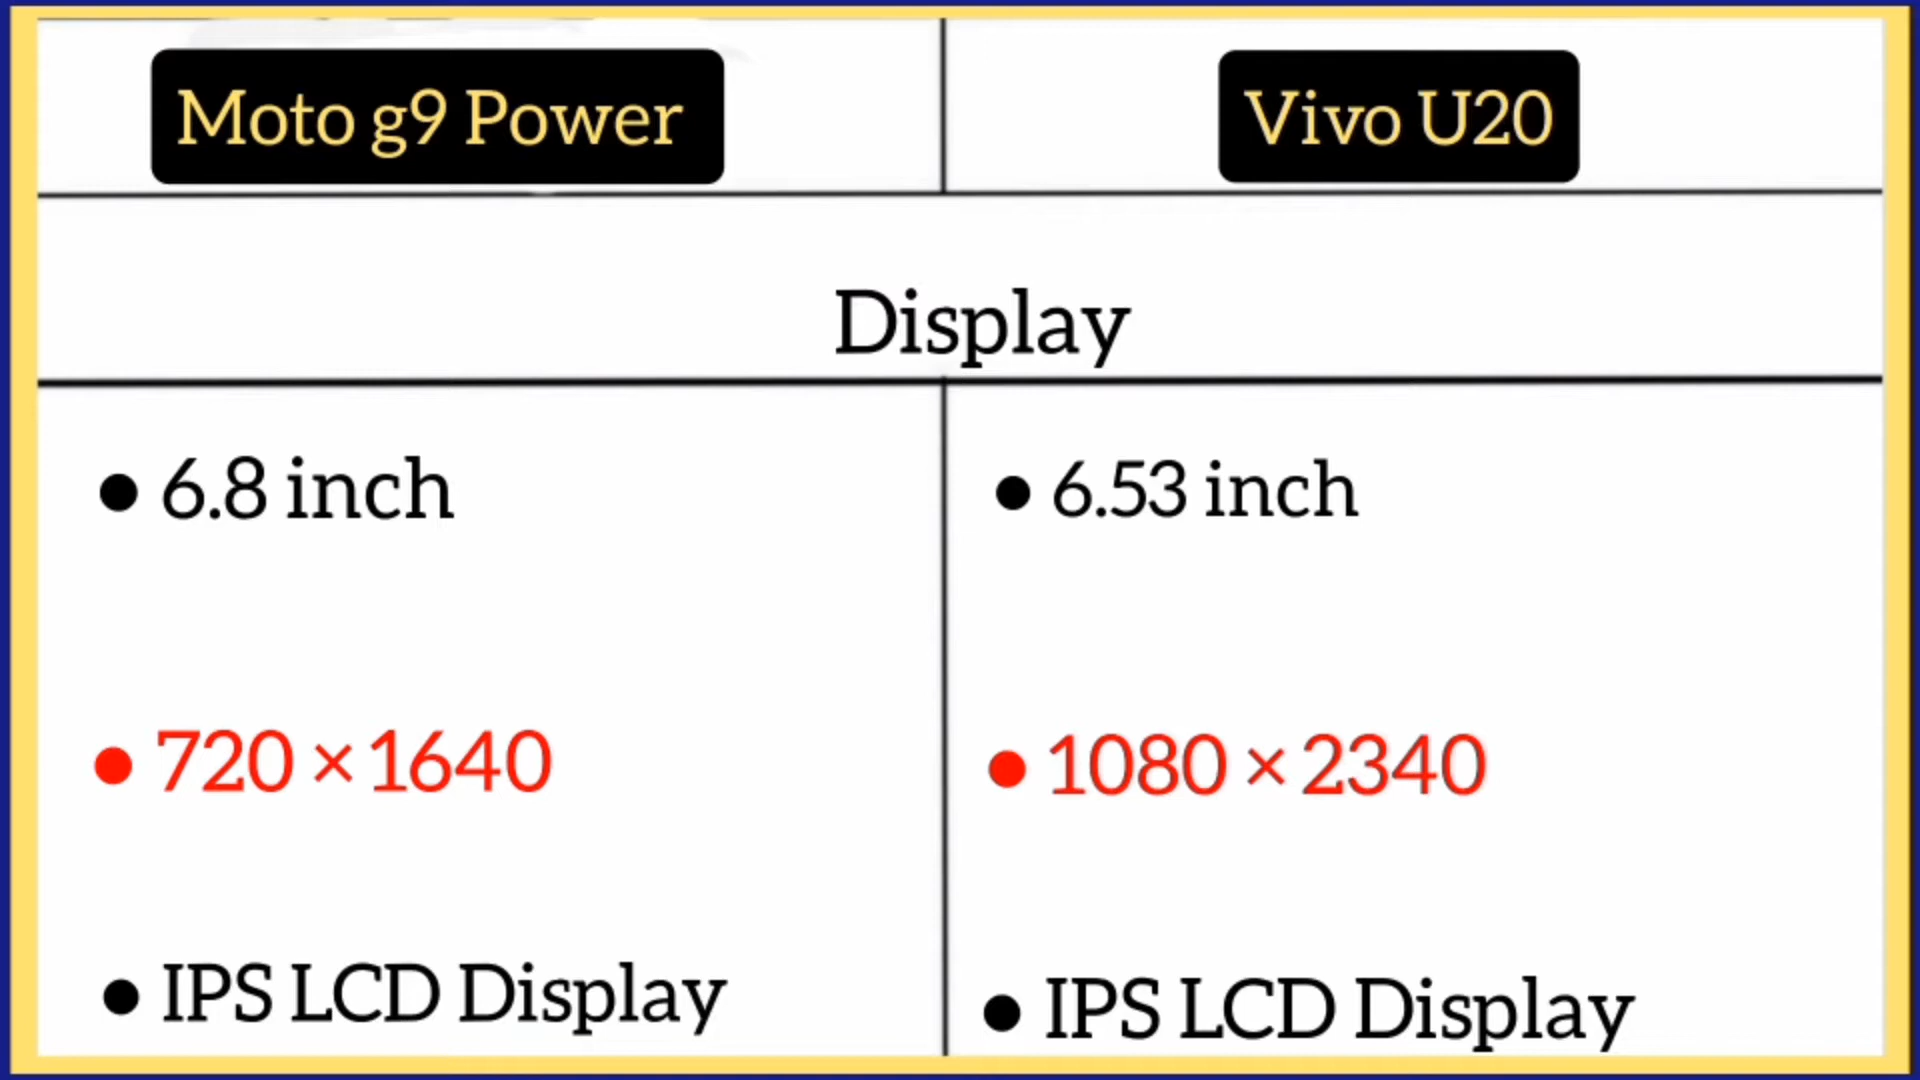 Moto g9 Power
Vivo U20
Display
● 6.8 inch
● 6.53 inch
● 720 × 1640
● 1080 × 2340
● IPS LCD Display
● IPS LCD Display